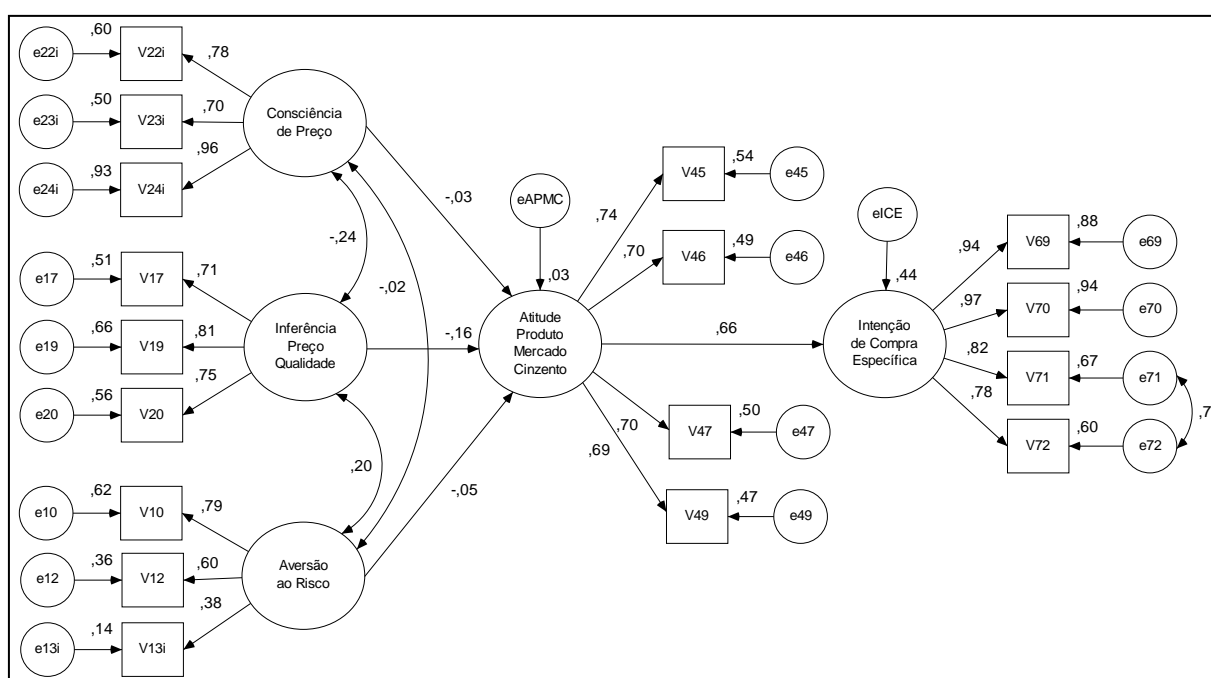 e22i
,60
V22i
,78
e23i
,50
V23i
,70
e24i
,93
V24i
,96
Consciência
de Preço
-,03
-,24
-,02
e17
,51
V17
,71
e19
,66
V19
,81
e20
,56
V20
,75
Inferência
Preço
Qualidade
-,16
,20
e10
,62
V10
,79
e12
,36
V12
,60
e13i
,14
V13i
,38
Aversão
ao Risco
-,05
eAPMC
,03
Atitude
Produto
Mercado
Cinzento
,74
V45
,54
e45
,70
V46
,49
e46
,70
V47
,50
e47
,69
V49
,47
e49
,66
eICE
,44
Intenção
de Compra
Específica
,94
V69
,88
e69
,97
V70
,94
e70
,82
V71
,67
e71
,78
V72
,60
e72